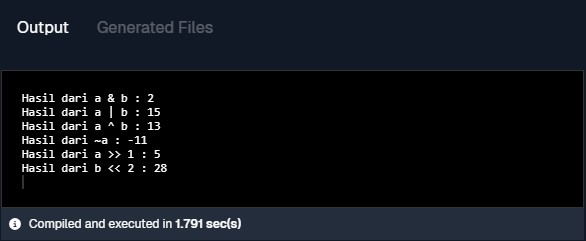 Output Generated Files
Hasil dari a & b : 2
Hasil dari a | b : 15
Hasil dari a ^ b : 13
Hasil dari ~a : -11
Hasil dari a >> 1 : 5
Hasil dari b << 2 : 28
Compiled and executed in 1.791 sec(s)